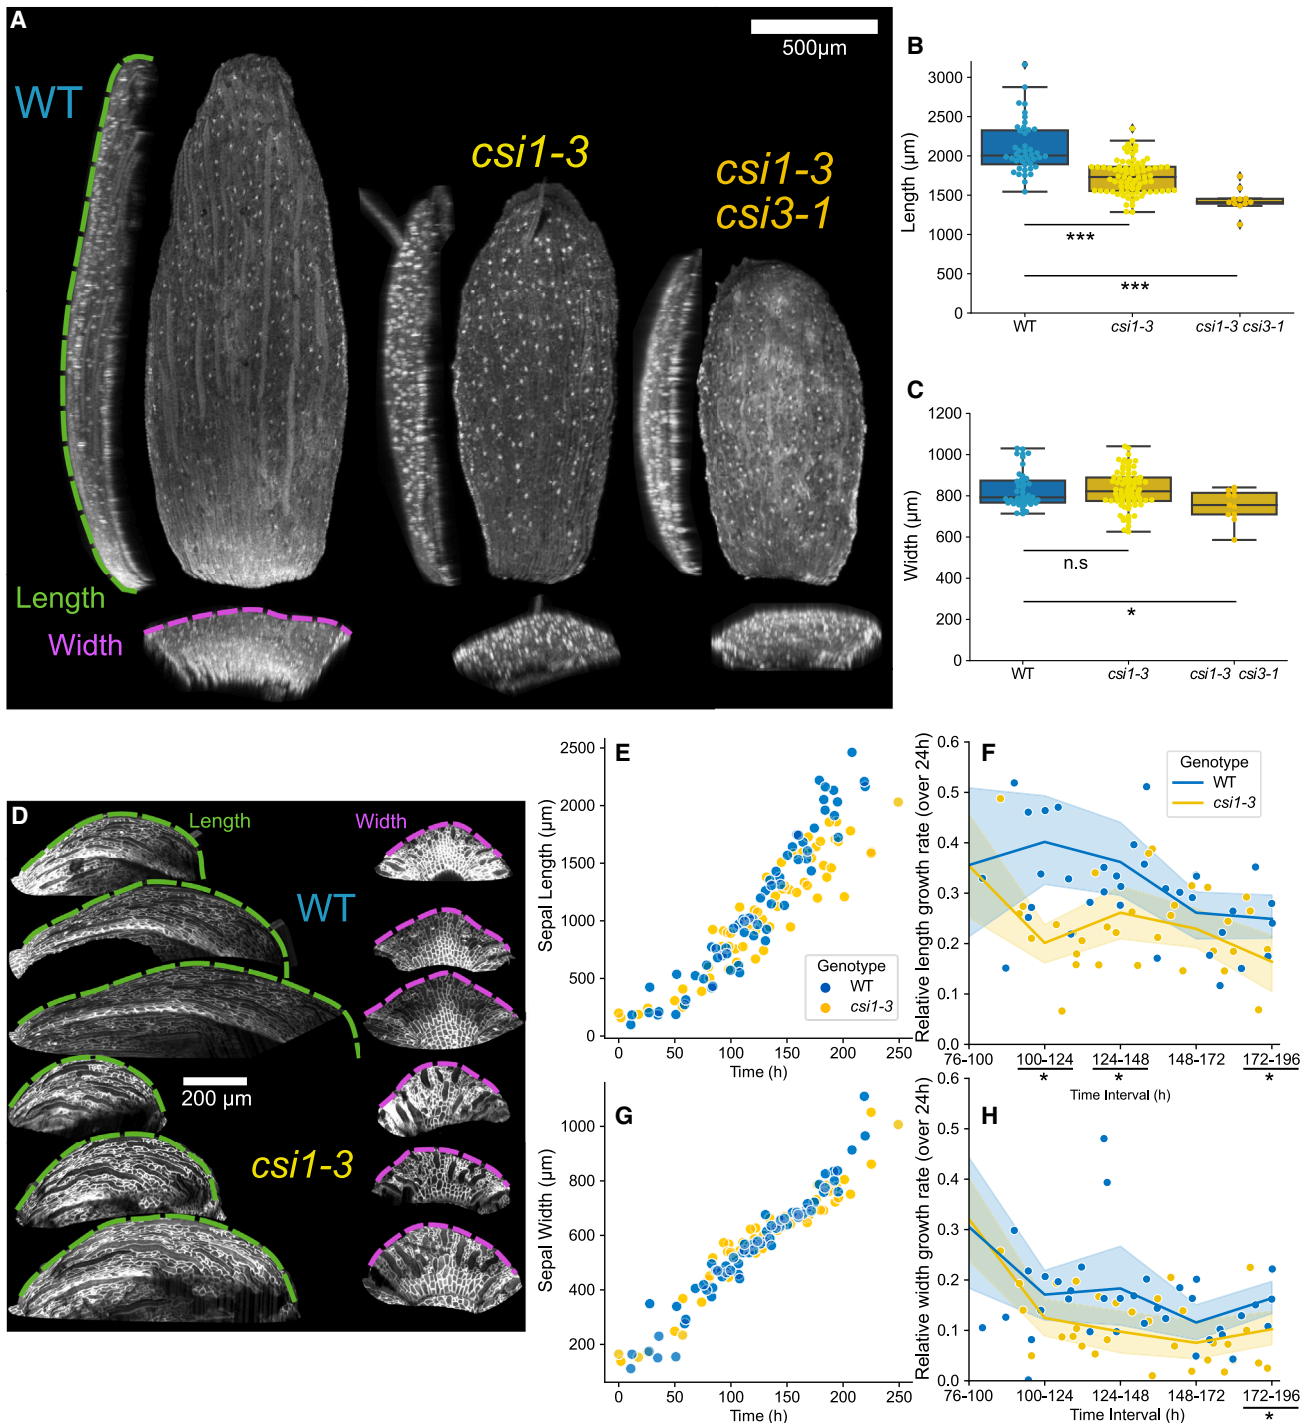 A
500µm
WT
csi1-3
csi1-3
csi3-1
Length
Width
B
Length (µm)
3000
2500
2000
1500
1000
500
0
***
***
WT
csi1-3
csi1-3 csi3-1
C
Width (µm)
1200
1000
800
600
400
200
0
n.s
*
WT
csi1-3
csi1-3 csi3-1
D
Length
Width
WT
200 µm
csi1-3
E
Sepal Length (µm)
2500
2000
1500
1000
500
0
Genotype
WT
csi1-3
0
50
100
150
200
250
Time (h)
F
Relative length growth rate (over 24h)
0.6
0.5
0.4
0.3
0.2
0.1
0.0
Genotype
WT
csi1-3
76-100
100-124
124-148
148-172
172-196
*
*
*
Time Interval (h)
G
Sepal Width (µm)
1000
800
600
400
200
0
50
100
150
200
250
Time (h)
H
Relative width growth rate (over 24h)
0.6
0.5
0.4
0.3
0.2
0.1
0.0
76-100
100-124
124-148
148-172
172-196
*
Time Interval (h)